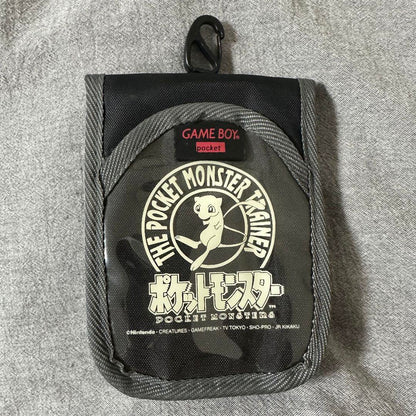 GAME BOY
pocket
THE POCKET MONSTER TRAINER
ポケットモンスター
TM
POCKET MONSTERS
©Nintendo・CREATURES・GAMEFREAK・TV TOKYO・SHO-PRO・JR KIKAKU